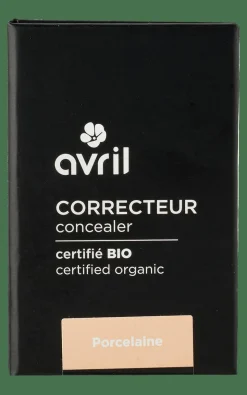 avril
CORRECTEUR
concealer
certifié BIO
certified organic
Porcelaine